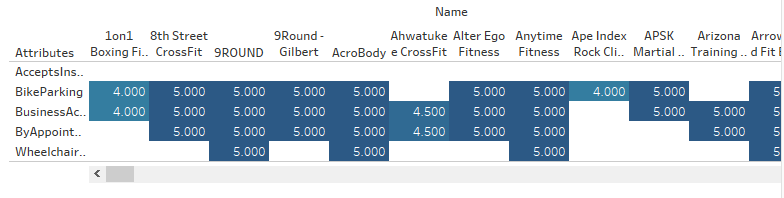 Name
1on1 8th Street 9Round - Ahwatuke Alter Ego Anytime Ape Index APSK Arizona Arrow
Attributes Boxing Fi.. CrossFit 9ROUND Gilbert AcroBody e CrossFit Fitness Fitness Rock Cli.. Martial .. Training .. d Fit E
AcceptsIns..
BikeParking 4.000 5.000 5.000 5.000 5.000 5.000 5.000 4.000 5.000 5.
BusinessAc.. 4.000 5.000 5.000 5.000 5.000 4.500 5.000 5.000 5.000 5.000 5.
ByAppoint.. 5.000 5.000 5.000 5.000 4.500 5.000 5.000 5.000 5.
Wheelchair.. 5.000 5.000 5.000 5.